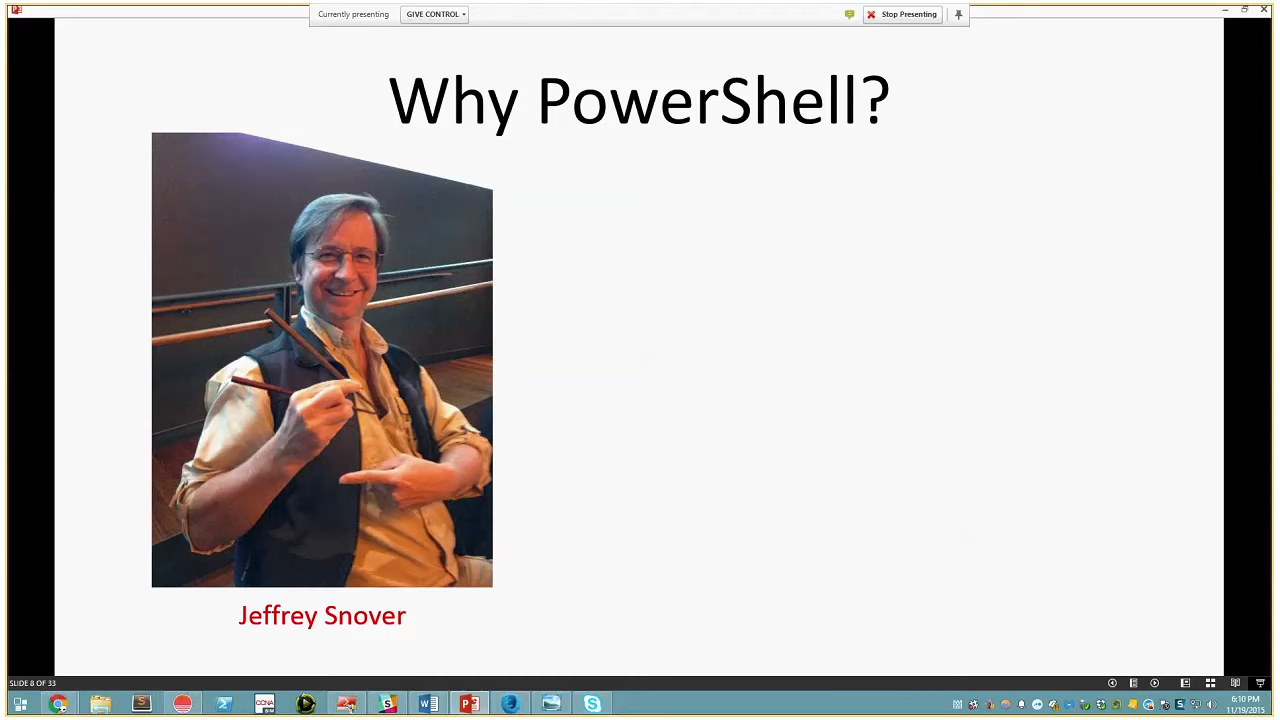 Currently presenting GIVE CONTROL Stop Presenting
Why PowerShell?
Jeffrey Snover
SLIDE 8 OF 33
CCNA
6:10 PM
11/19/2015